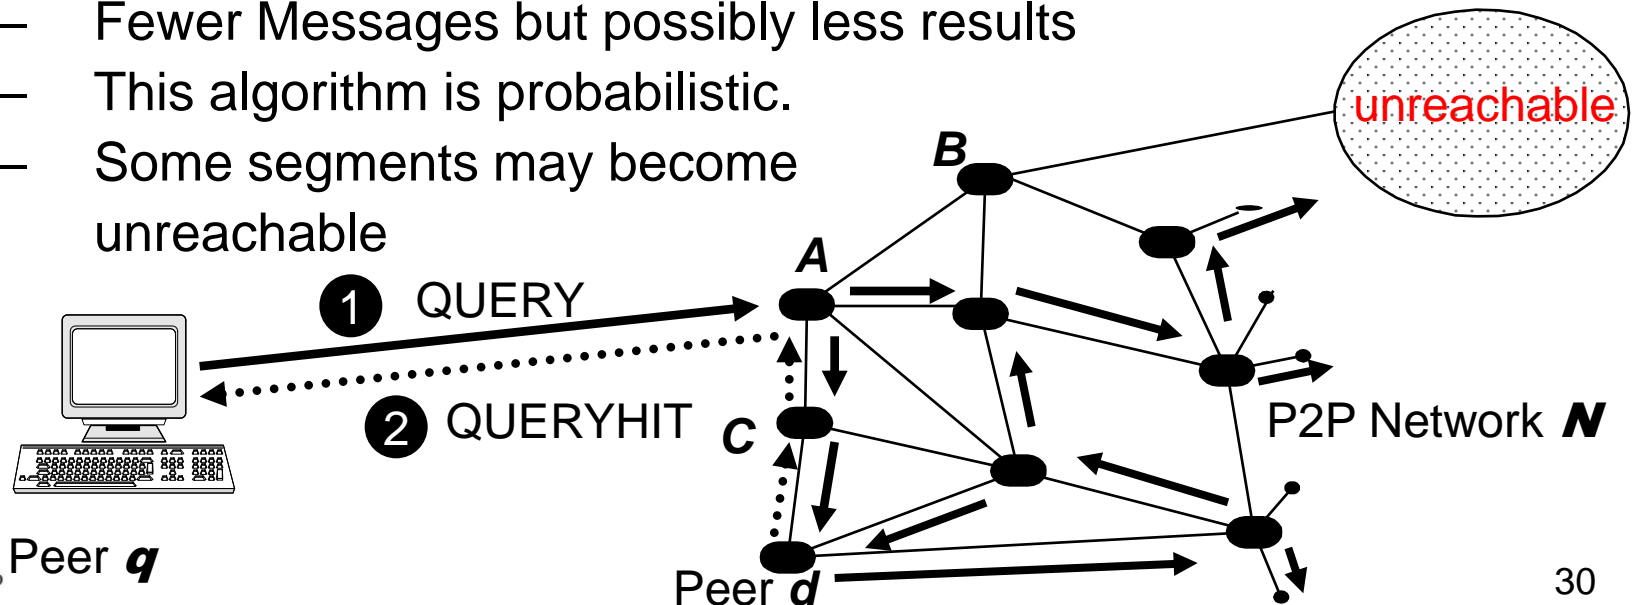 – Fewer Messages but possibly less results
– This algorithm is probabilistic.
– Some segments may become
unreachable
unreachable
B
A
1 QUERY
2 QUERYHIT
C
P2P Network N
Peer q
Peer d
30